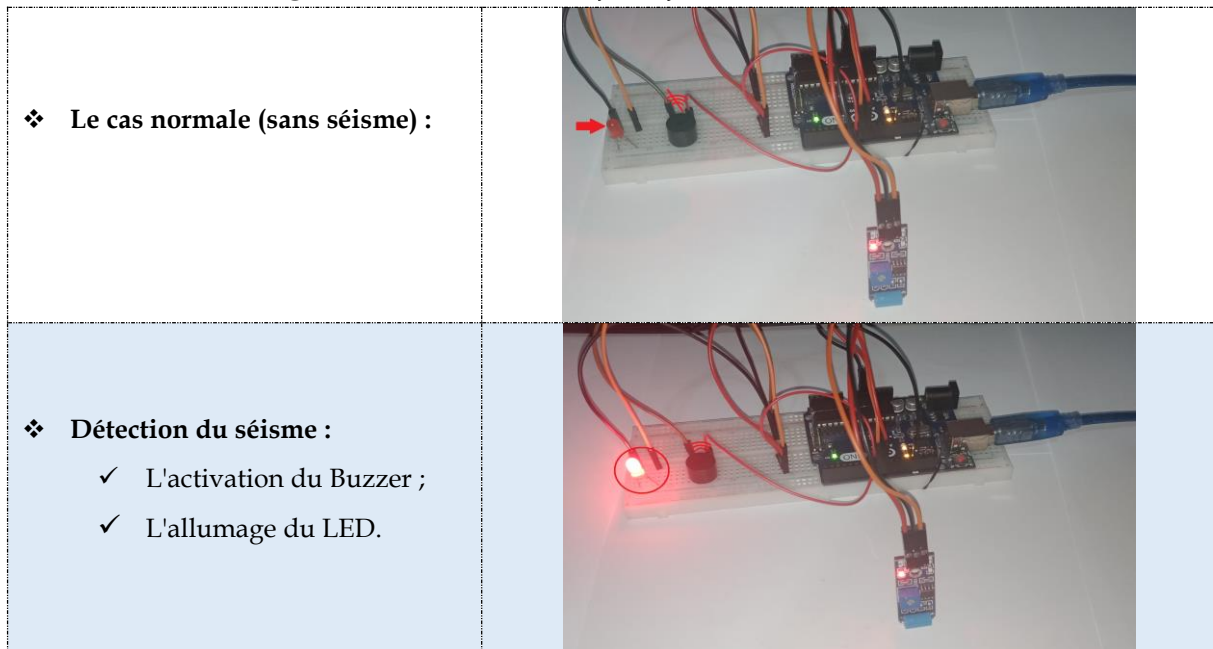 ❖ Le cas normale (sans séisme) :
❖ Détection du séisme :
✓ L'activation du Buzzer ;
✓ L'allumage du LED.